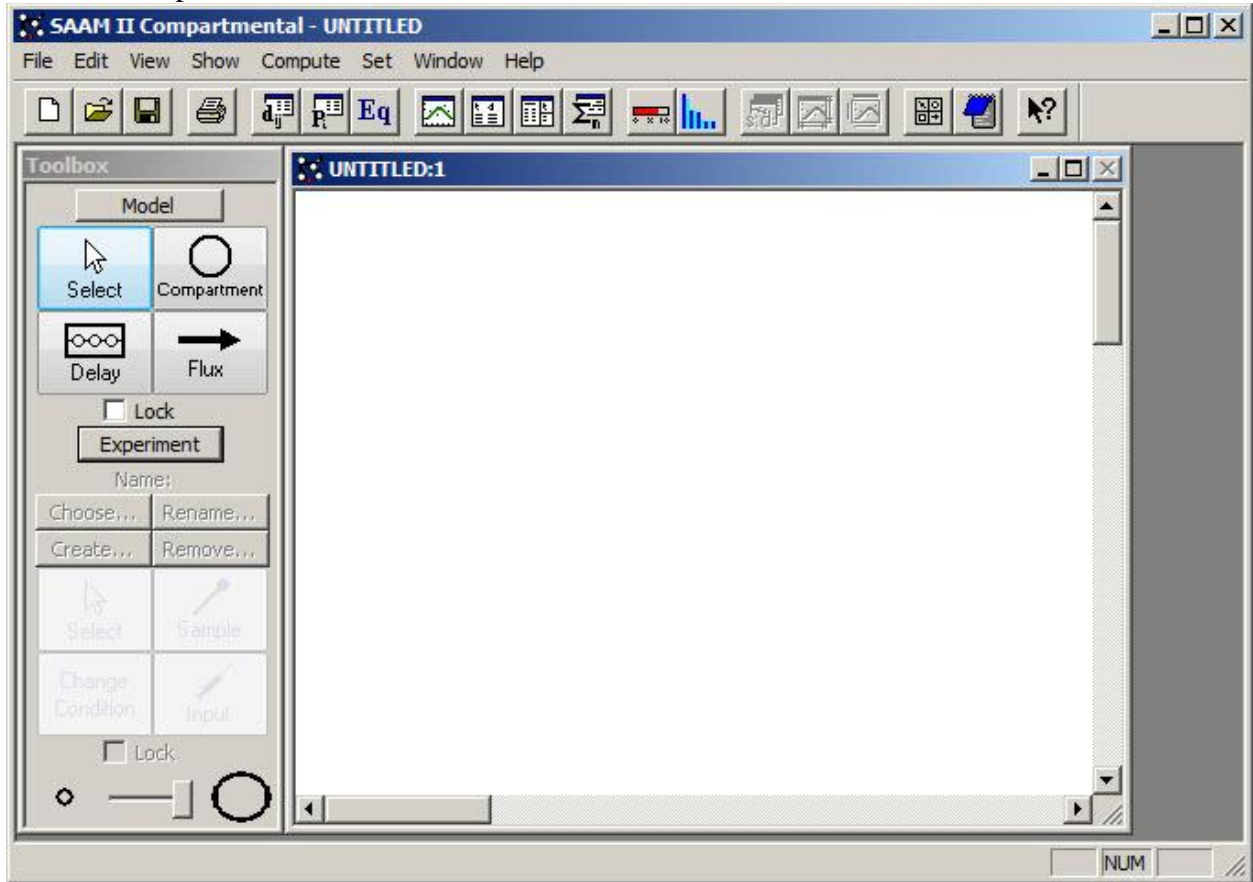 SAAM II Compartmental - UNTITLED
File Edit View Show Compute Set Window Help
Eq
Toolbox
UNTITLED:1
Model
Select Compartment
Delay Flux
Lock
Experiment
Name:
Choose... Rename...
Create... Remove...
Select Sample
Change Condition Input
Lock
NUM